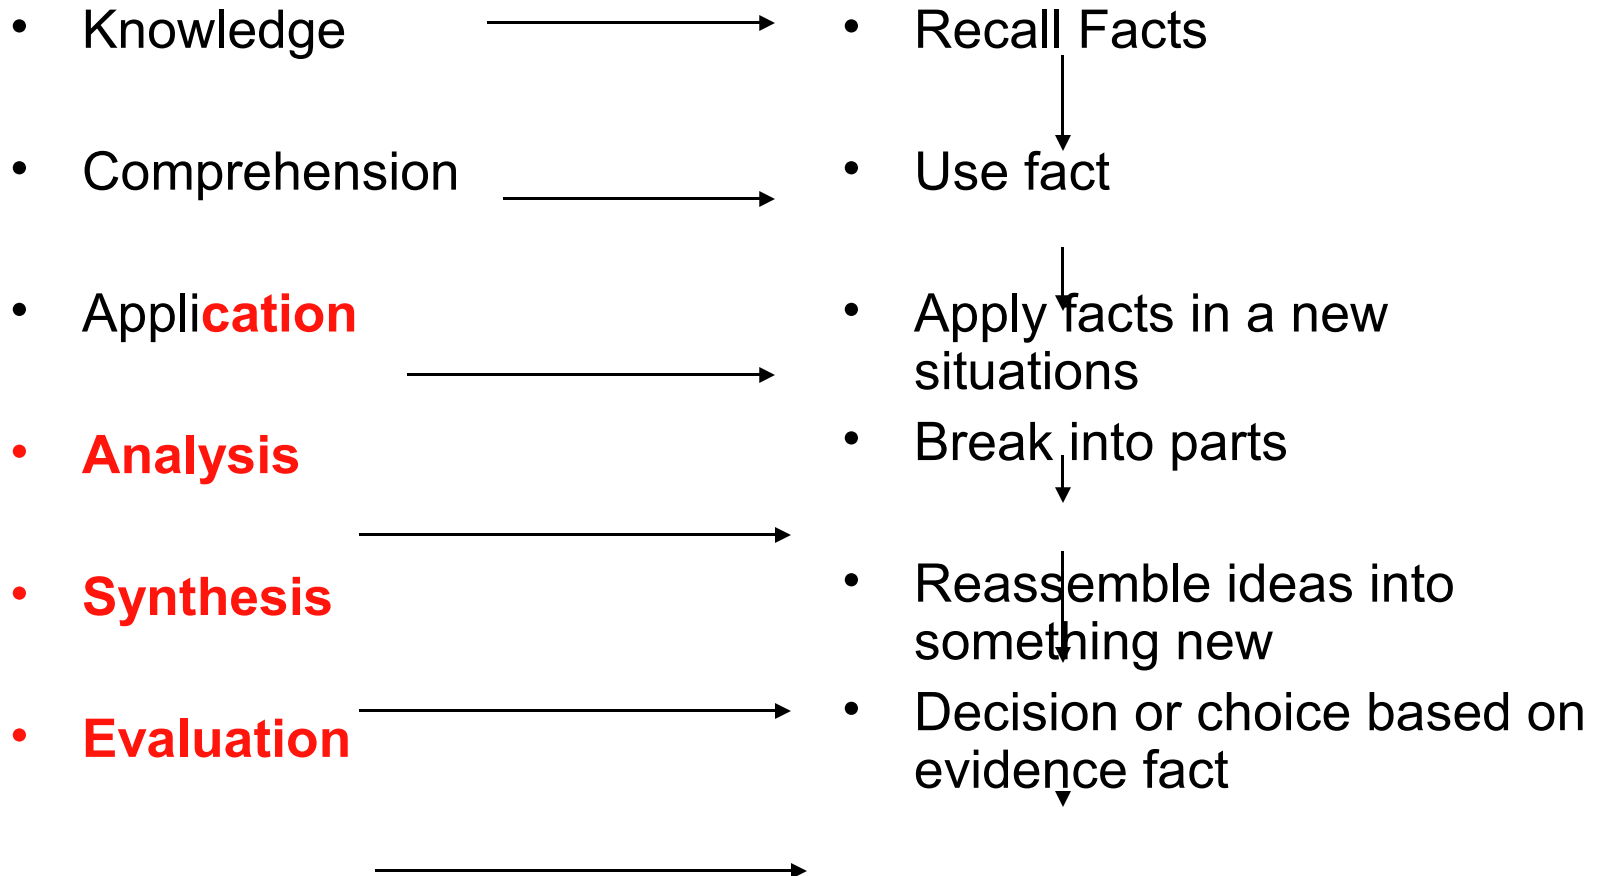 • Knowledge
• Recall Facts
• Comprehension
• Use fact
• Application
• Apply facts in a new
situations
• Analysis
• Break into parts
• Synthesis
• Reassemble ideas into
something new
• Evaluation
• Decision or choice based on
evidence fact